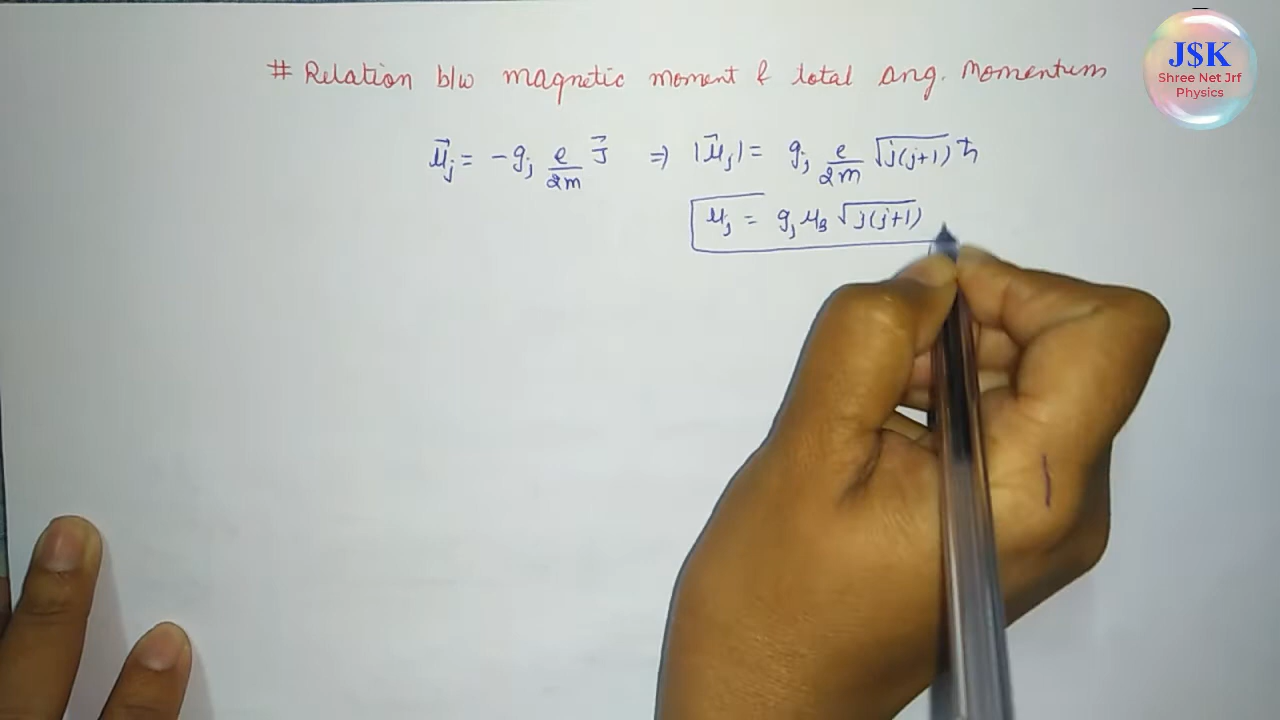 JSK
Shree Net Jrf
Physics
# Relation b/w magnetic moment & total ang. momentum
μ⃗ⱼ = -gⱼ e/2m J⃗ ⇒ |μ⃗ⱼ| = gⱼ e/2m √j(j+1) ħ
μⱼ = gⱼ μ_B √j(j+1)